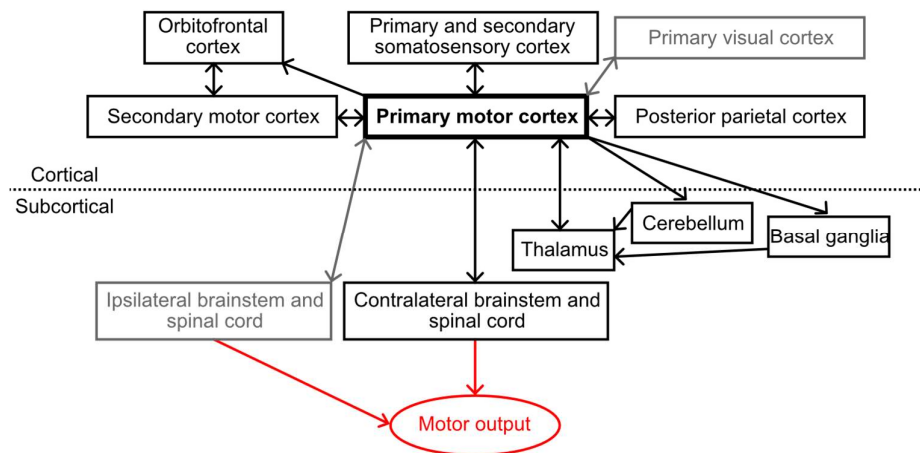 Orbitofrontal
cortex
Primary and secondary
somatosensory cortex
Primary visual cortex
Secondary motor cortex
Primary motor cortex
Posterior parietal cortex
Cortical
Subcortical
Cerebellum
Basal ganglia
Thalamus
Ipsilateral brainstem and
spinal cord
Contralateral brainstem and
spinal cord
Motor output